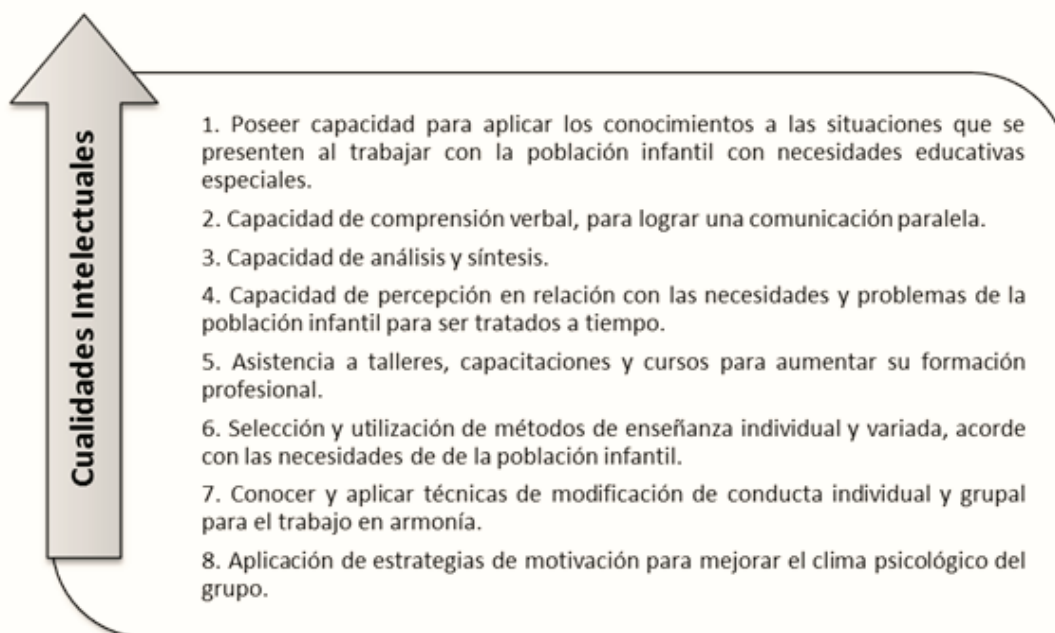 Cualidades Intelectuales
1. Poseer capacidad para aplicar los conocimientos a las situaciones que se
presenten al trabajar con la población infantil con necesidades educativas
especiales.
2. Capacidad de comprensión verbal, para lograr una comunicación paralela.
3. Capacidad de análisis y síntesis.
4. Capacidad de percepción en relación con las necesidades y problemas de la
población infantil para ser tratados a tiempo.
5. Asistencia a talleres, capacitaciones y cursos para aumentar su formación
profesional.
6. Selección y utilización de métodos de enseñanza individual y variada, acorde
con las necesidades de de la población infantil.
7. Conocer y aplicar técnicas de modificación de conducta individual y grupal
para el trabajo en armonía.
8. Aplicación de estrategias de motivación para mejorar el clima psicológico del
grupo.